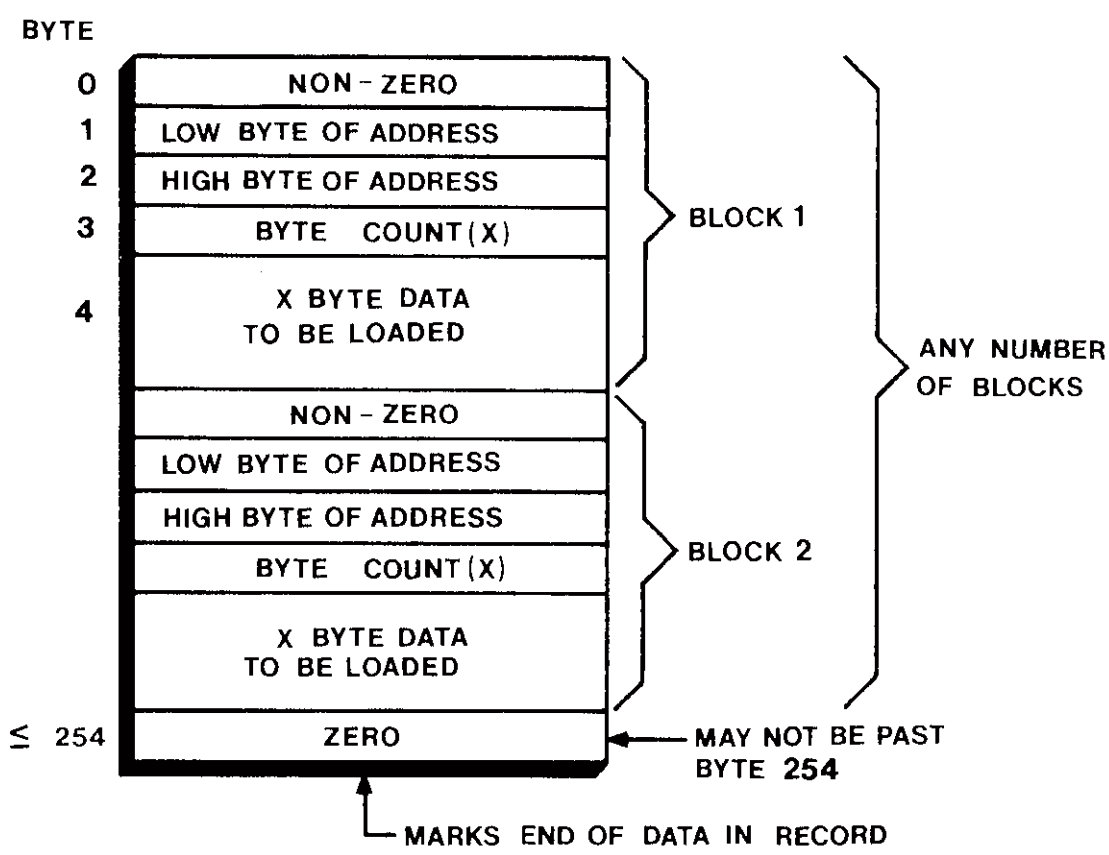 BYTE
0 NON-ZERO
1 LOW BYTE OF ADDRESS
2 HIGH BYTE OF ADDRESS
3 BYTE COUNT(X)
BLOCK 1
4 X BYTE DATA
TO BE LOADED
ANY NUMBER
OF BLOCKS
NON-ZERO
LOW BYTE OF ADDRESS
HIGH BYTE OF ADDRESS
BYTE COUNT(X)
BLOCK 2
X BYTE DATA
TO BE LOADED
≤ 254 ZERO
MAY NOT BE PAST
BYTE 254
MARKS END OF DATA IN RECORD